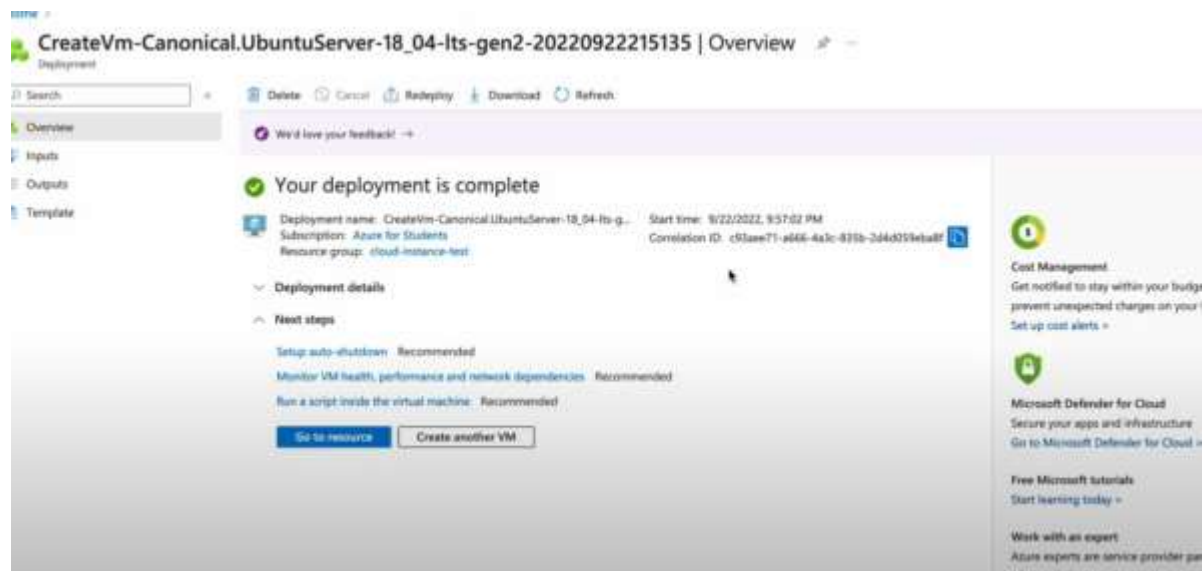 Home >
CreateVm-Canonical.UbuntuServer-18_04-lts-gen2-20220922215135 | Overview
Deployment
Search
Delete Cancel Redeploy Download Refresh
Overview
We'd love your feedback! →
Inputs
Outputs
Template
Your deployment is complete
Deployment name: CreateVm-Canonical.UbuntuServer-18_04-lts-g...
Subscription: Azure for Students
Resource group: cloud-instance-test
Start time: 9/22/2022, 9:57:02 PM
Correlation ID:
Deployment details
Next steps
Setup auto-shutdown Recommended
Monitor VM health, performance and network dependencies Recommended
Run a script inside the virtual machine Recommended
Go to resource
Create another VM
Cost Management
Get notified to stay within your budge
prevent unexpected charges on your
Set up cost alerts >
Microsoft Defender for Cloud
Secure your apps and infrastructure
Go to Microsoft Defender for Cloud >
Free Microsoft tutorials
Start learning today >
Work with an expert
Azure experts are service provider par